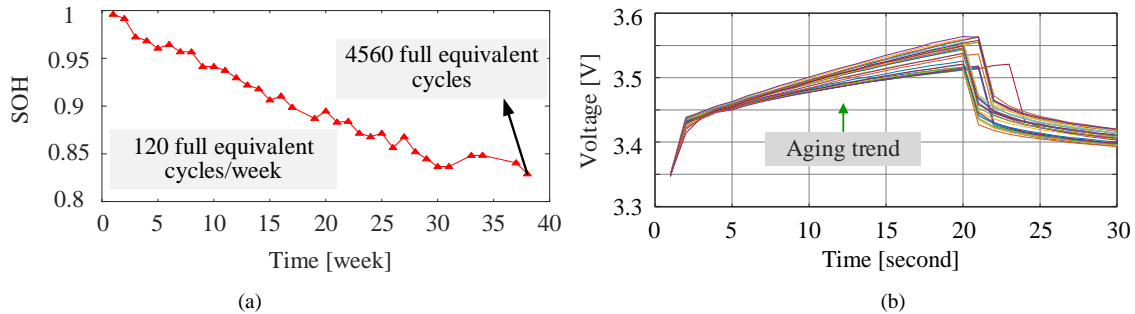 SOH
1
0.95
0.9
0.85
0.8
4560 full equivalent
cycles
120 full equivalent
cycles/week
0
5
10
15
20
25
30
35
40
Time [week]
(a)
Voltage [V]
3.6
3.5
3.4
3.3
Aging trend
0
5
10
15
20
25
30
Time [second]
(b)